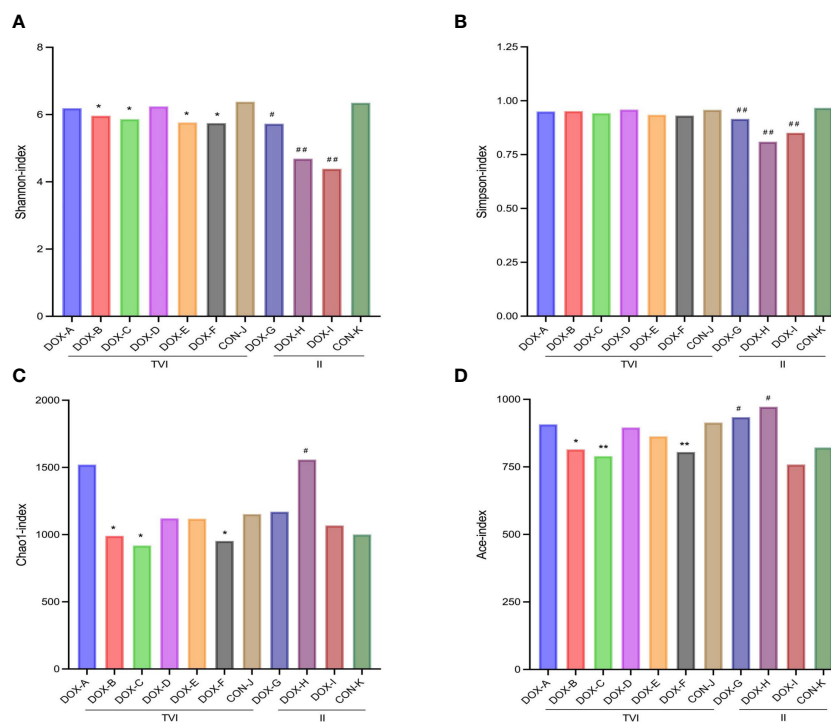 A
Shannon-index
8
6
4
2
0
* * * * # ## ##
DOX-A DOX-B DOX-C DOX-D DOX-E DOX-F CON-J DOX-G DOX-H DOX-I CON-K
TVI II
B
Simpson-index
1.25
1.00
0.75
0.50
0.25
0.00
## ## ##
DOX-A DOX-B DOX-C DOX-D DOX-E DOX-F CON-J DOX-G DOX-H DOX-I CON-K
TVI II
C
Chao1-index
2000
1500
1000
500
0
* * * #
DOX-A DOX-B DOX-C DOX-D DOX-E DOX-F CON-J DOX-G DOX-H DOX-I CON-K
TVI II
D
Ace-index
1000
750
500
250
0
* ** ** # #
DOX-A DOX-B DOX-C DOX-D DOX-E DOX-F CON-J DOX-G DOX-H DOX-I CON-K
TVI II